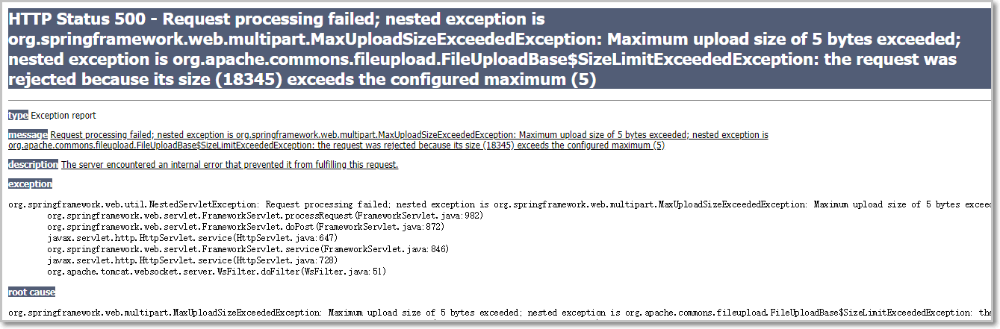 HTTP Status 500 - Request processing failed; nested exception is
org.springframework.web.multipart.MaxUploadSizeExceededException: Maximum upload size of 5 bytes exceeded;
nested exception is org.apache.commons.fileupload.FileUploadBase$SizeLimitExceededException: the request was
rejected because its size (18345) exceeds the configured maximum (5)
type Exception report
message Request processing failed; nested exception is org.springframework.web.multipart.MaxUploadSizeExceededException: Maximum upload size of 5 bytes exceeded; nested exception is
org.apache.commons.fileupload.FileUploadBase$SizeLimitExceededException: the request was rejected because its size (18345) exceeds the configured maximum (5)
description The server encountered an internal error that prevented it from fulfilling this request.
exception
org.springframework.web.util.NestedServletException: Request processing failed; nested exception is org.springframework.web.multipart.MaxUploadSizeExceededException: Maximum upload size of 5 bytes excee
org.springframework.web.servlet.FrameworkServlet.processRequest(FrameworkServlet.java:982)
org.springframework.web.servlet.FrameworkServlet.doPost(FrameworkServlet.java:872)
javax.servlet.http.HttpServlet.service(HttpServlet.java:647)
org.springframework.web.servlet.FrameworkServlet.service(FrameworkServlet.java:846)
javax.servlet.http.HttpServlet.service(HttpServlet.java:728)
org.apache.tomcat.websocket.server.WsFilter.doFilter(WsFilter.java:51)
root cause
org.springframework.web.multipart.MaxUploadSizeExceededException: Maximum upload size of 5 bytes exceeded; nested exception is org.apache.commons.fileupload.FileUploadBase$SizeLimitExceededException: the